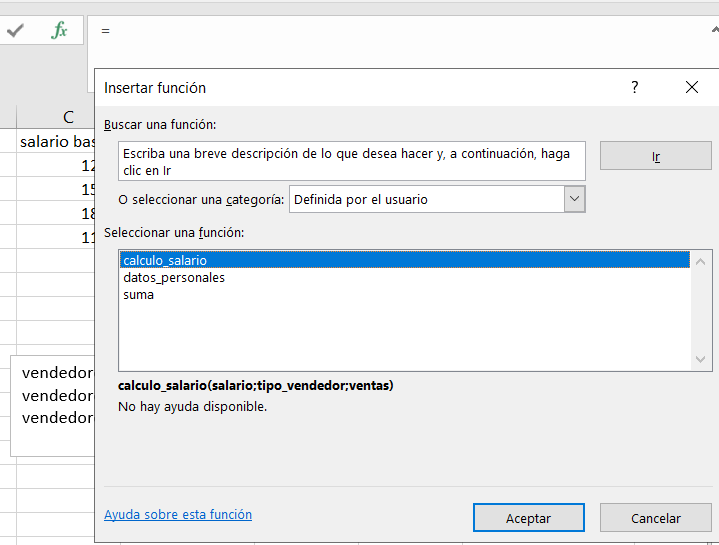 fx =
Insertar función ?
C
Buscar una función:
salario bas
Escriba una breve descripción de lo que desea hacer y, a continuación, haga
clic en Ir
Ir
12
15
18
11
O seleccionar una categoría: Definida por el usuario
Seleccionar una función:
calculo_salario
datos_personales
suma
calculo_salario(salario;tipo_vendedor;ventas)
No hay ayuda disponible.
vendedor
vendedor
vendedor
Ayuda sobre esta función
Aceptar
Cancelar